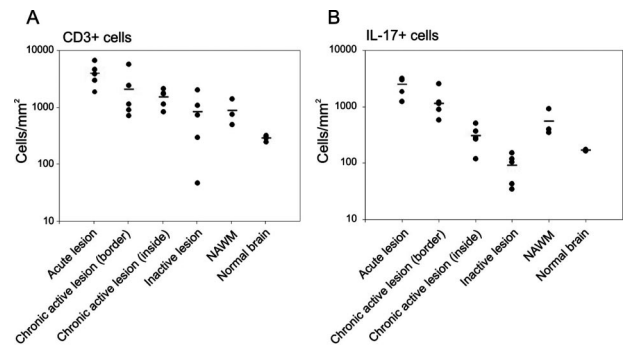 A
CD3+ cells
Cells/mm²
10000
1000
100
10
Acute lesion
Chronic active lesion (border)
Chronic active lesion (inside)
Inactive lesion
NAWM
Normal brain
B
IL-17+ cells
Cells/mm²
10000
1000
100
10
Acute lesion
Chronic active lesion (border)
Chronic active lesion (inside)
Inactive lesion
NAWM
Normal brain